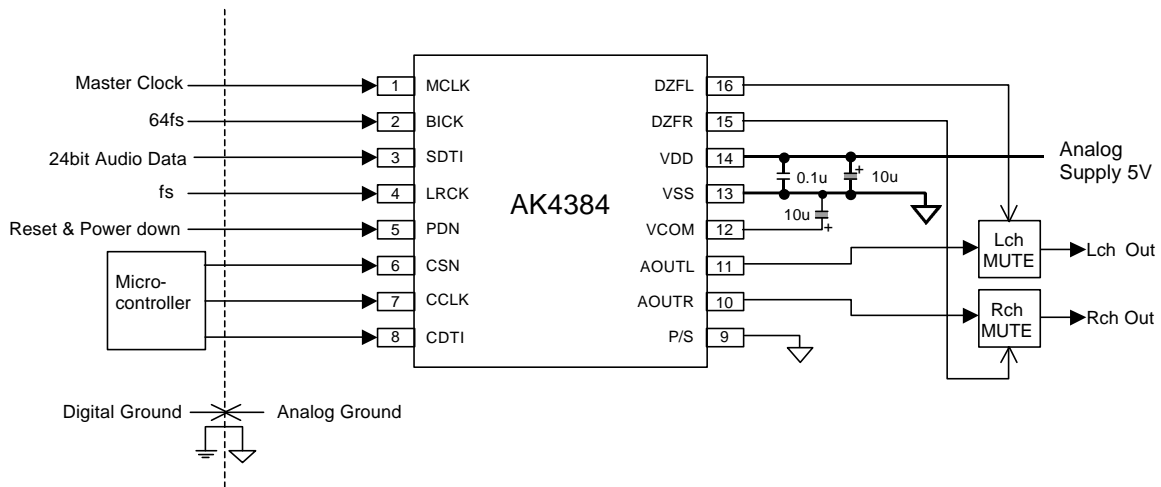 Master Clock
64fs
24bit Audio Data
fs
Reset & Power down
Micro-
controller
1
2
3
4
5
6
7
8
MCLK
BICK
SDTI
LRCK
PDN
CSN
CCLK
CDTI
AK4384
DZFL
DZFR
VDD
VSS
VCOM
AOUTL
AOUTR
P/S
16
15
14
13
12
11
10
9
0.1u
+
10u
10u
+
Analog
Supply 5V
Lch
MUTE
Lch Out
Rch
MUTE
Rch Out
Digital Ground
Analog Ground